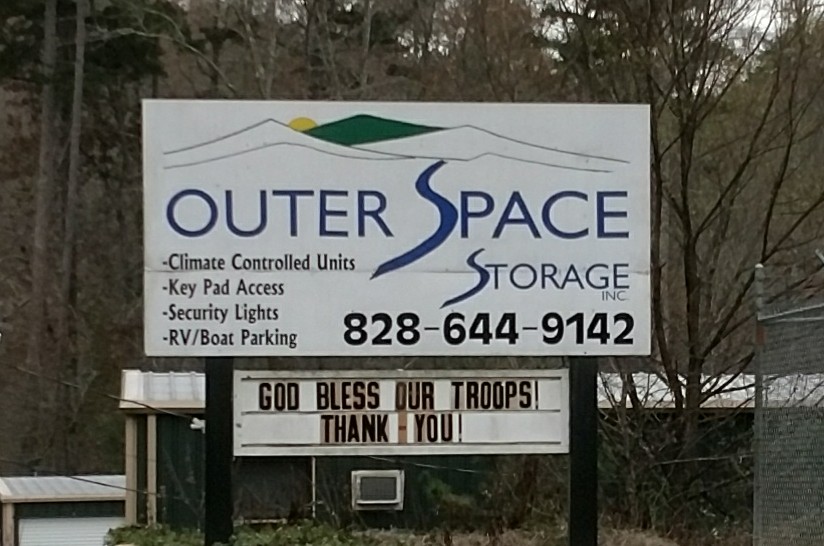 OUTER SPACE
STORAGE
INC.
-Climate Controlled Units
-Key Pad Access
-Security Lights
-RV/Boat Parking
828-644-9142
GOD BLESS OUR TROOPS!
THANK - YOU!